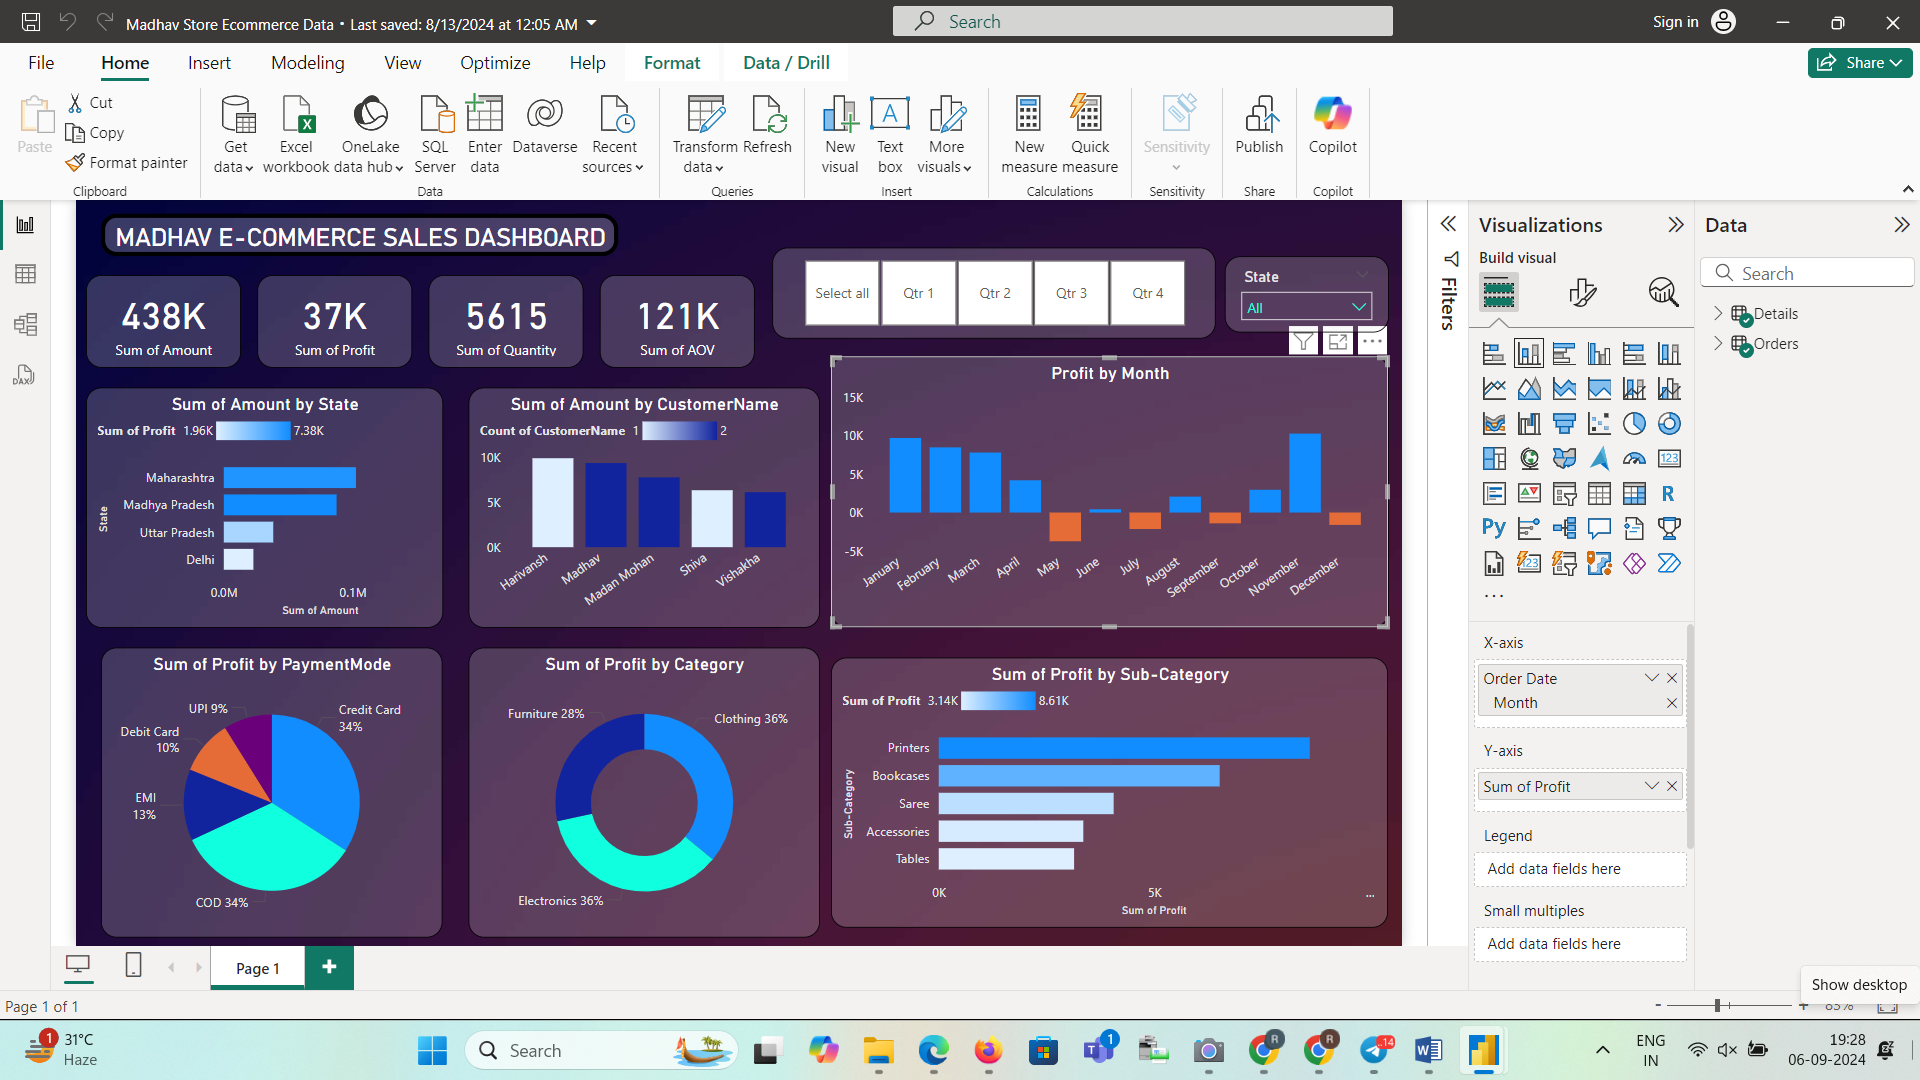 Madhav Store Ecommerce Data • Last saved: 8/13/2024 at 12:05 AM
Search
Sign in
File
Home
Insert
Modeling
View
Optimize
Help
Format
Data / Drill
Share
Paste
Cut
Copy
Format painter
Clipboard
Get data
Excel workbook
OneLake data hub
SQL Server
Enter data
Dataverse
Recent sources
Data
Transform data
Refresh
Queries
New visual
Text box
More visuals
Insert
New measure
Quick measure
Calculations
Sensitivity
Sensitivity
Publish
Share
Copilot
Copilot
MADHAV E-COMMERCE SALES DASHBOARD
438K
Sum of Amount
37K
Sum of Profit
5615
Sum of Quantity
121K
Sum of AOV
Select all
Qtr 1
Qtr 2
Qtr 3
Qtr 4
State
All
Sum of Amount by State
Sum of Profit 1.96K 7.38K
State
Maharashtra
Madhya Pradesh
Uttar Pradesh
Delhi
0.0M
0.1M
Sum of Amount
Sum of Amount by CustomerName
Count of CustomerName 1 2
10K
5K
0K
Harivansh
Madhav
Madan Mohan
Shiva
Vishakha
Profit by Month
15K
10K
5K
0K
-5K
January
February
March
April
May
June
July
August
September
October
November
December
Sum of Profit by PaymentMode
UPI 9%
Credit Card
34%
Debit Card
10%
EMI
13%
COD 34%
Sum of Profit by Category
Furniture 28%
Clothing 36%
Electronics 36%
Sum of Profit by Sub-Category
Sum of Profit 3.14K 8.61K
Sub-Category
Printers
Bookcases
Saree
Accessories
Tables
0K
5K
...
Sum of Profit
Filters
Visualizations
Build visual
123
R
Py
123
...
X-axis
Order Date
Month
Y-axis
Sum of Profit
Legend
Add data fields here
Small multiples
Add data fields here
Data
Search
Details
Orders
DAX
Page 1
Page 1 of 1
Show desktop
83%
1
31°C
Haze
Search
1
R
R
..14
ENG
IN
19:28
06-09-2024